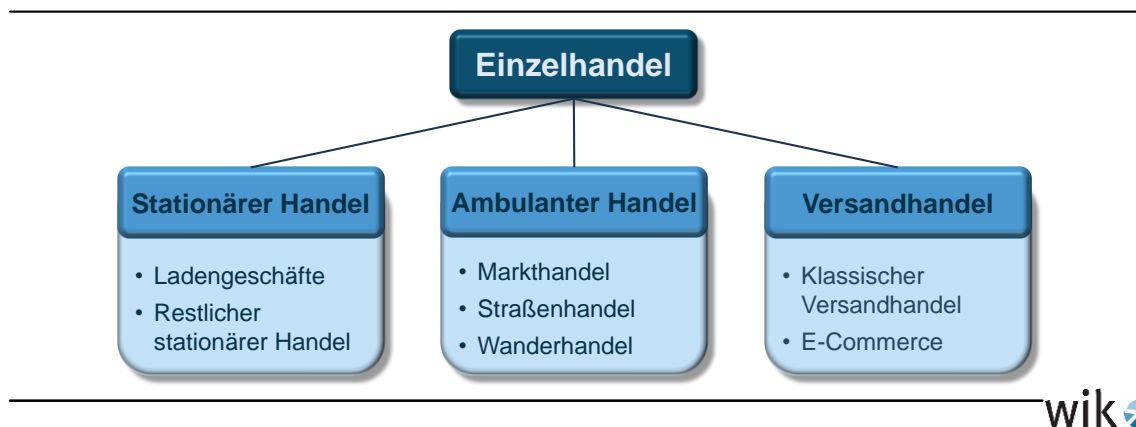 Einzelhandel
Stationärer Handel
• Ladengeschäfte
• Restlicher
stationärer Handel
Ambulanter Handel
• Markthandel
• Straßenhandel
• Wanderhandel
Versandhandel
• Klassischer
Versandhandel
• E-Commerce
wik